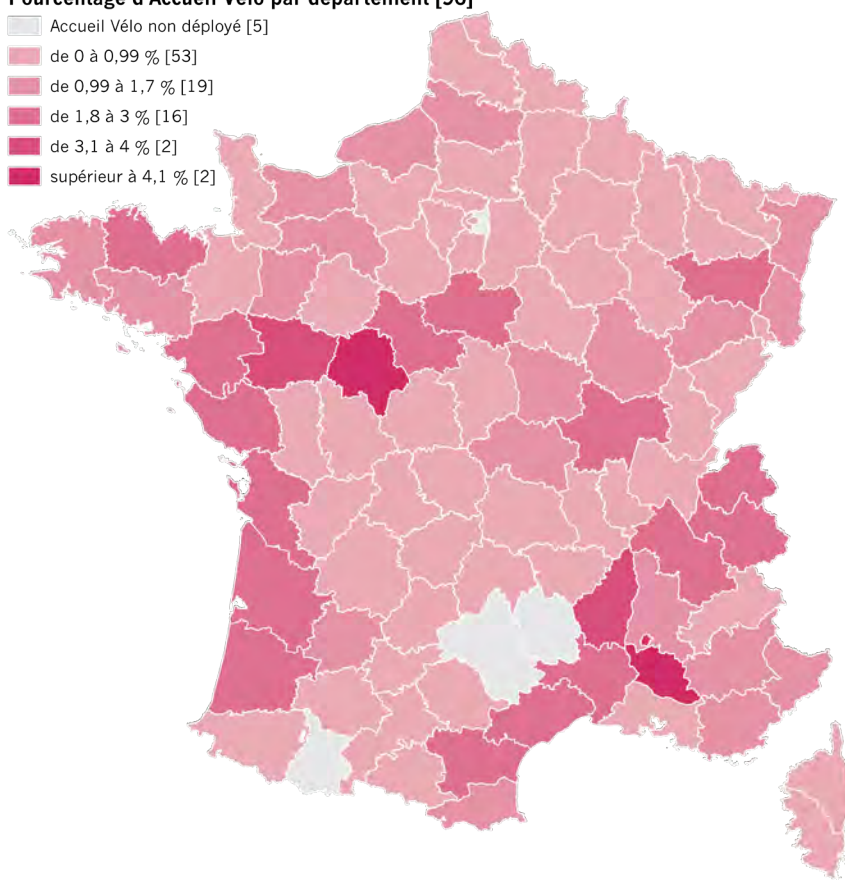 Pourcentage d'Accueil Vélo par département [96]
Accueil Vélo non déployé [5]
de 0 à 0,99 % [53]
de 0,99 à 1,7 % [19]
de 1,8 à 3 % [16]
de 3,1 à 4 % [2]
supérieur à 4,1 % [2]